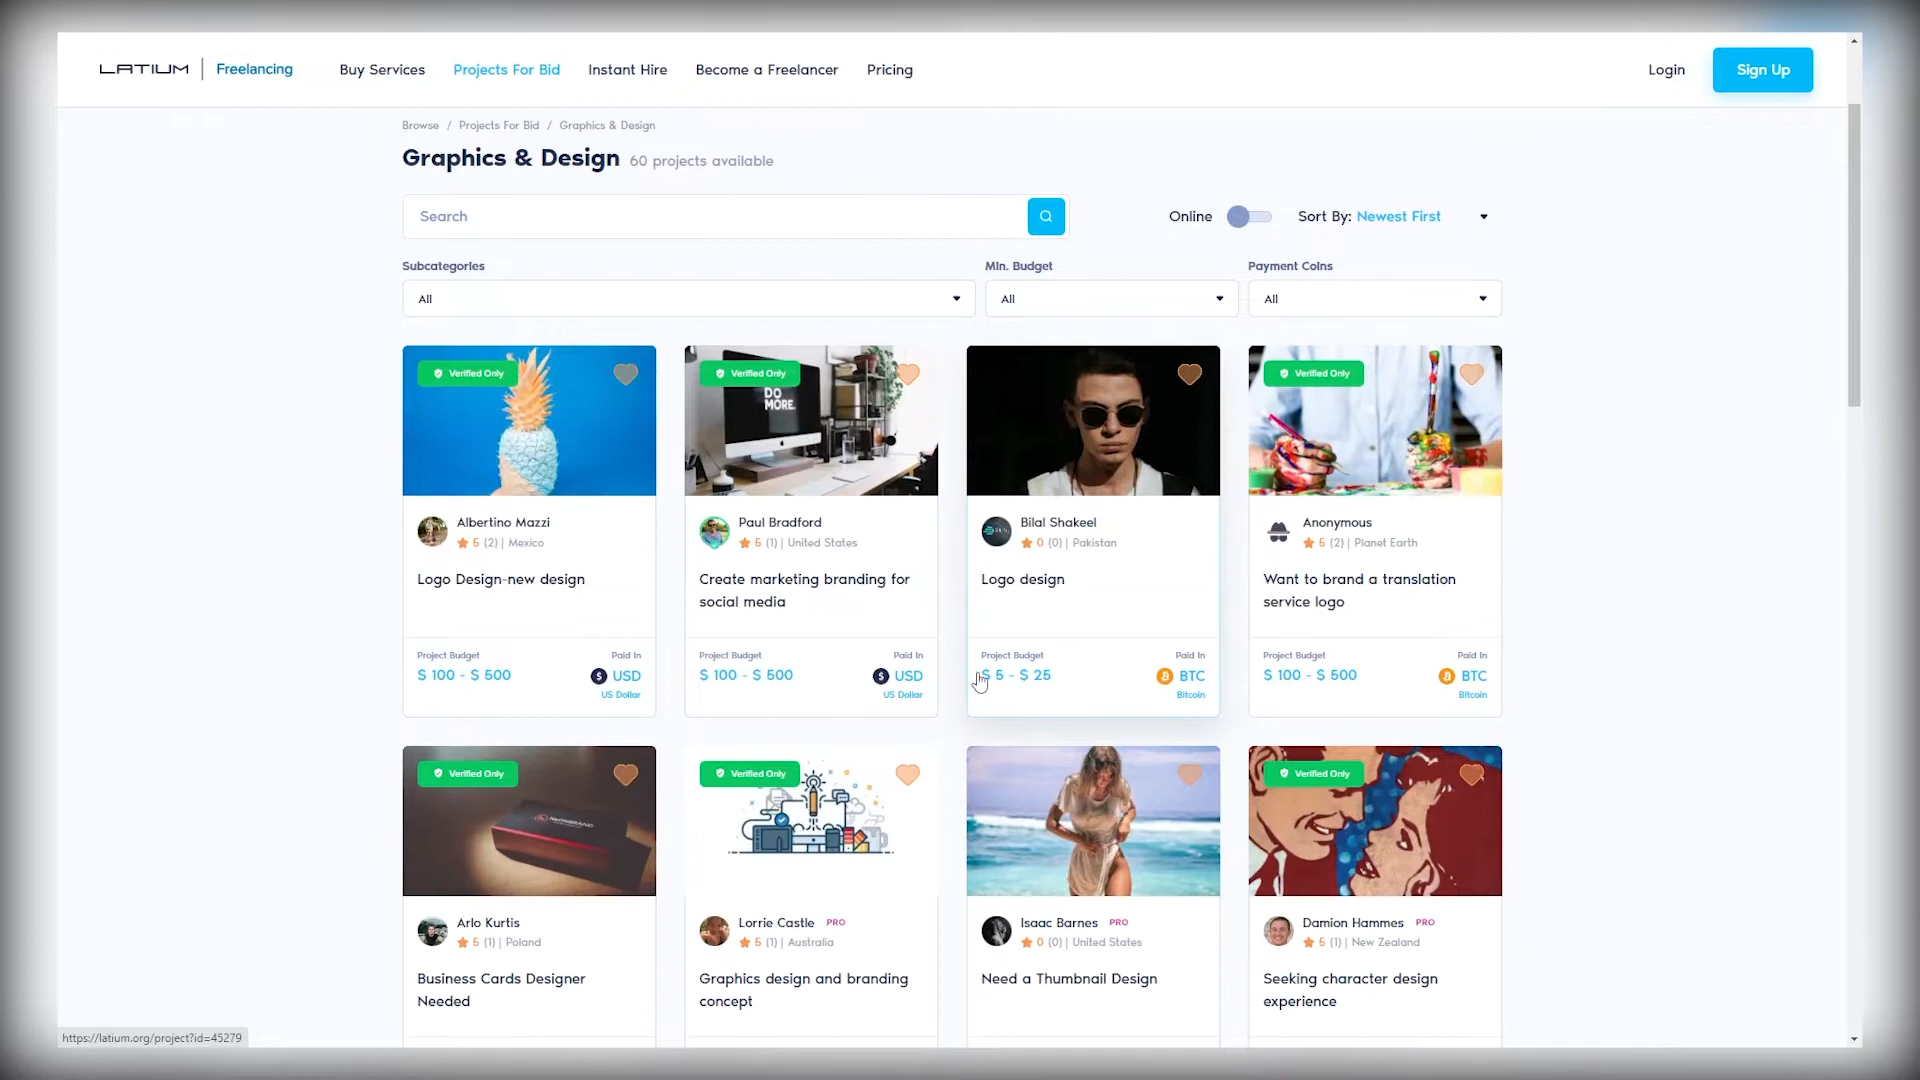 LATIUM | Freelancing
Buy Services
Projects For Bid
Instant Hire
Become a Freelancer
Pricing
Login
Sign Up
Browse / Projects For Bid / Graphics & Design
Graphics & Design 60 projects available
Search
Online
Sort By: Newest First
Subcategories
Min. Budget
Payment Coins
All
All
All
Verified Only
DO
MORE.
Albertino Mazzi
5 (2) | Mexico
Logo Design-new design
Project Budget
Paid In
$ 100 - $ 500
USD
US Dollar
Verified Only
Paul Bradford
5 (1) | United States
Create marketing branding for
social media
Project Budget
Paid In
$ 100 - $ 500
USD
US Dollar
Bilal Shakeel
0 (0) | Pakistan
Logo design
Project Budget
Paid In
$ 5 - $ 25
BTC
Bitcoin
Verified Only
Anonymous
5 (2) | Planet Earth
Want to brand a translation
service logo
Project Budget
Paid In
$ 100 - $ 500
BTC
Bitcoin
Verified Only
NeONBRAND
Arlo Kurtis
5 (1) | Poland
Business Cards Designer
Needed
Verified Only
Lorrie Castle PRO
5 (1) | Australia
Graphics design and branding
concept
Isaac Barnes PRO
0 (0) | United States
Need a Thumbnail Design
Verified Only
Damion Hammes PRO
5 (1) | New Zealand
Seeking character design
experience
https://latium.org/project?id=45279